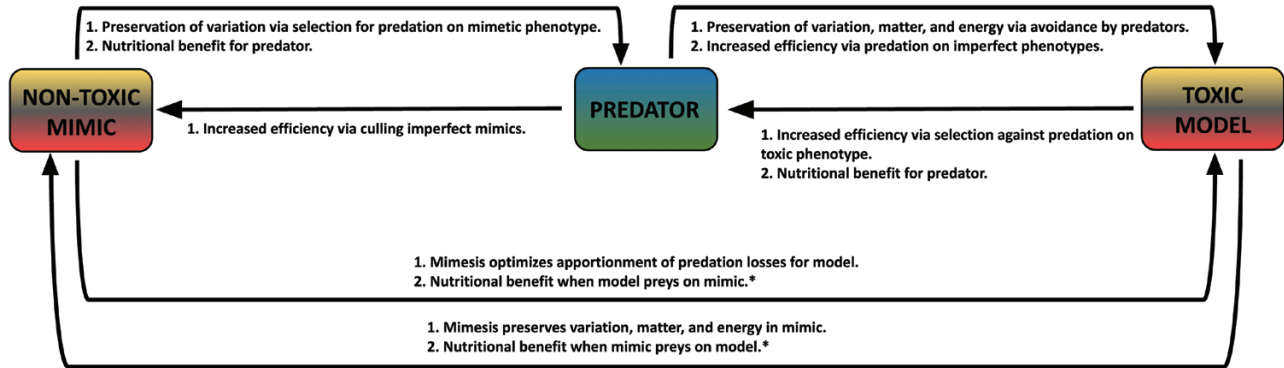 1. Preservation of variation via selection for predation on mimetic phenotype.
2. Nutritional benefit for predator.
1. Preservation of variation, matter, and energy via avoidance by predators.
2. Increased efficiency via predation on imperfect phenotypes.
NON-TOXIC
MIMIC
PREDATOR
TOXIC
MODEL
1. Increased efficiency via culling imperfect mimics.
1. Increased efficiency via selection against predation on
toxic phenotype.
2. Nutritional benefit for predator.
1. Mimesis optimizes apportionment of predation losses for model.
2. Nutritional benefit when model preys on mimic.*
1. Mimesis preserves variation, matter, and energy in mimic.
2. Nutritional benefit when mimic preys on model.*